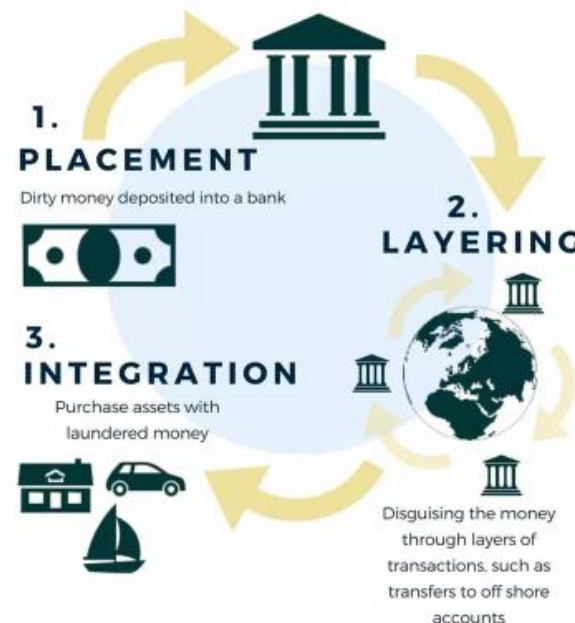 1.
PLACEMENT
Dirty money deposited into a bank
2.
LAYERING
3.
INTEGRATION
Purchase assets with
laundered money
Disguising the money
through layers of
transactions, such as
transfers to off shore
accounts